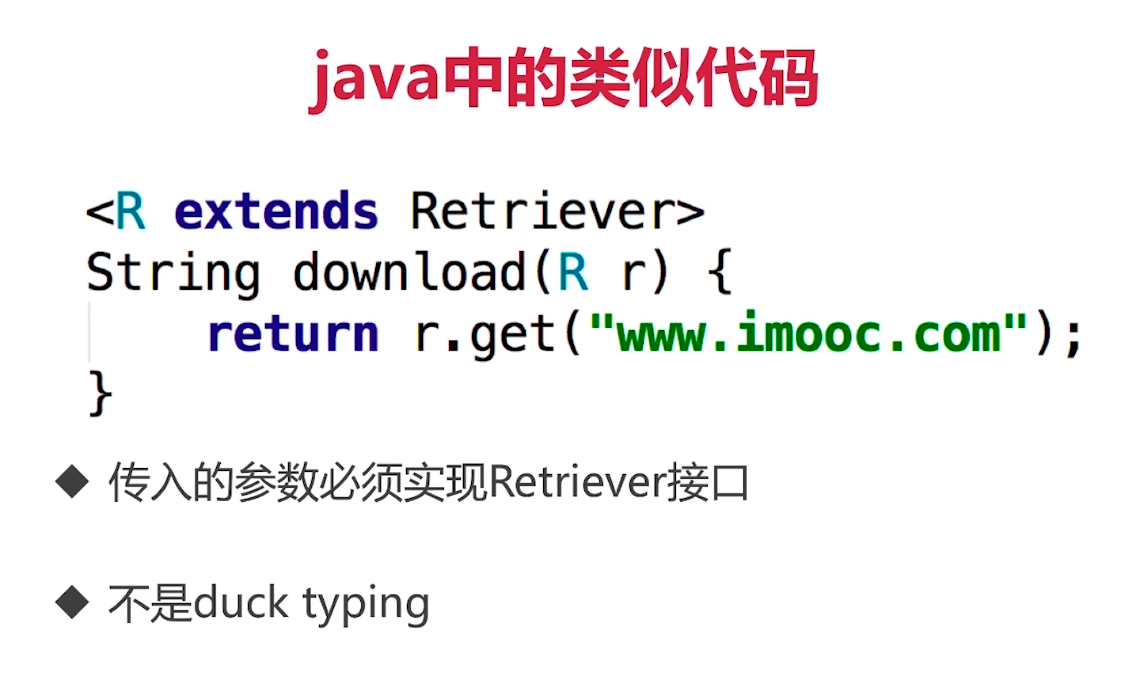 java中的类似代码
<R extends Retriever>
String download(R r) {
return r.get("www.imooc.com");
}
◆ 传入的参数必须实现Retriever接口
◆ 不是duck typing